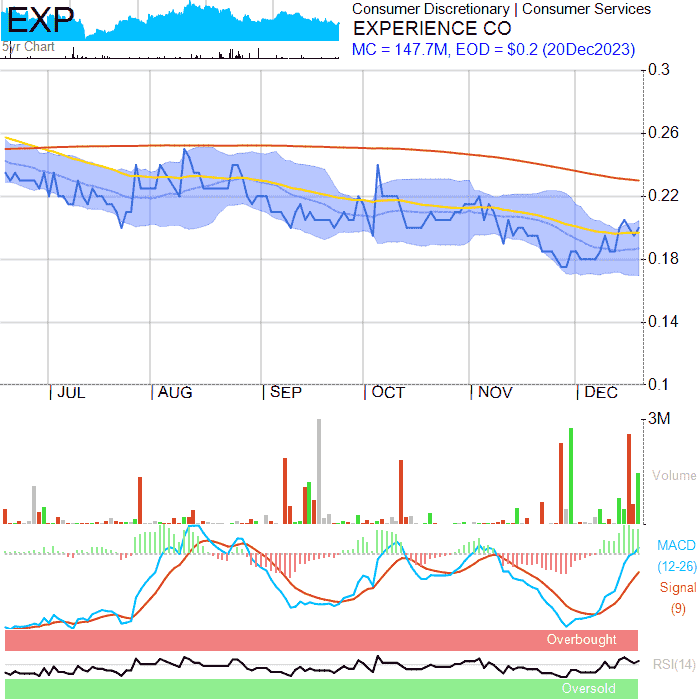 EXP
5yr Chart
Consumer Discretionary | Consumer Services
EXPERIENCE CO
MC = 147.7M, EOD = $0.2 (20Dec2023)
0.3
0.26
0.22
0.18
0.14
0.1
JUL AUG SEP OCT NOV DEC
3M
Volume
MACD
(12-26)
Signal
(9)
Overbought
RSI(14)
Oversold